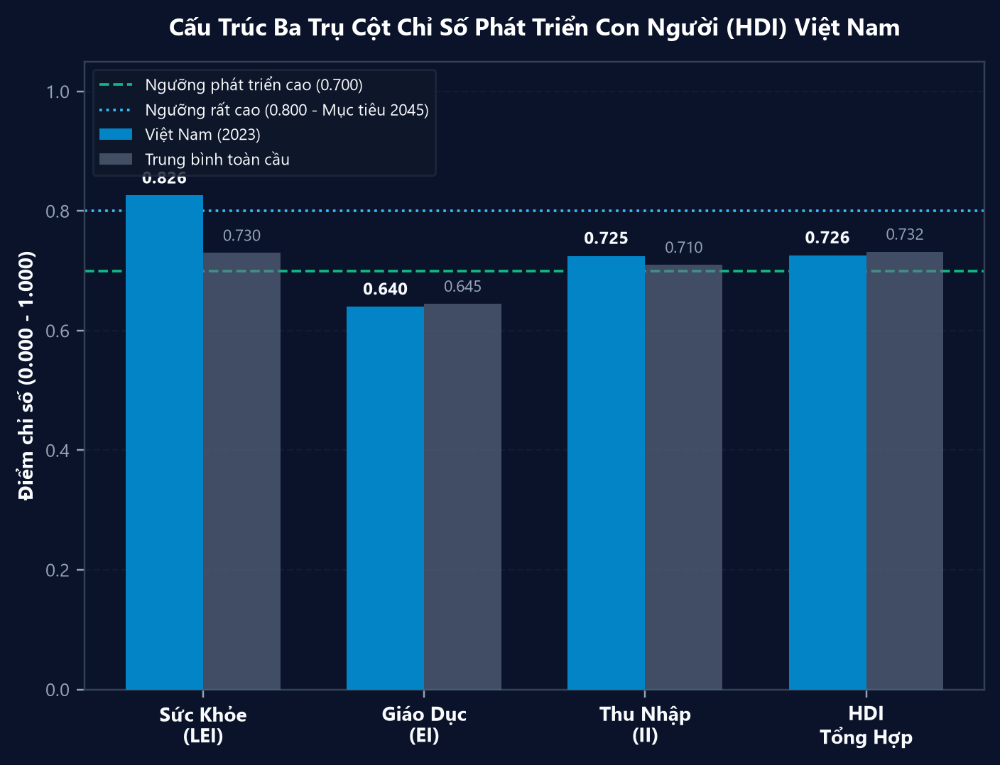 Cấu Trúc Ba Trụ Cột Chỉ Số Phát Triển Con Người (HDI) Việt Nam
Ngưỡng phát triển cao (0.700)
Ngưỡng rất cao (0.800 - Mục tiêu 2045)
Việt Nam (2023)
Trung bình toàn cầu
Điểm chỉ số (0.000 - 1.000)
1.0
0.8
0.6
0.4
0.2
0.0
0.826
0.730
0.640
0.645
0.725
0.710
0.726
0.732
Sức Khỏe
(LEI)
Giáo Dục
(EI)
Thu Nhập
(II)
HDI
Tổng Hợp